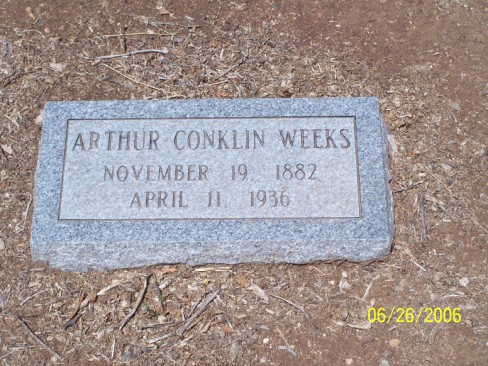 ARTHUR CONKLIN WEEKS
NOVEMBER 19, 1882
APRIL 11, 1936
06/26/2006